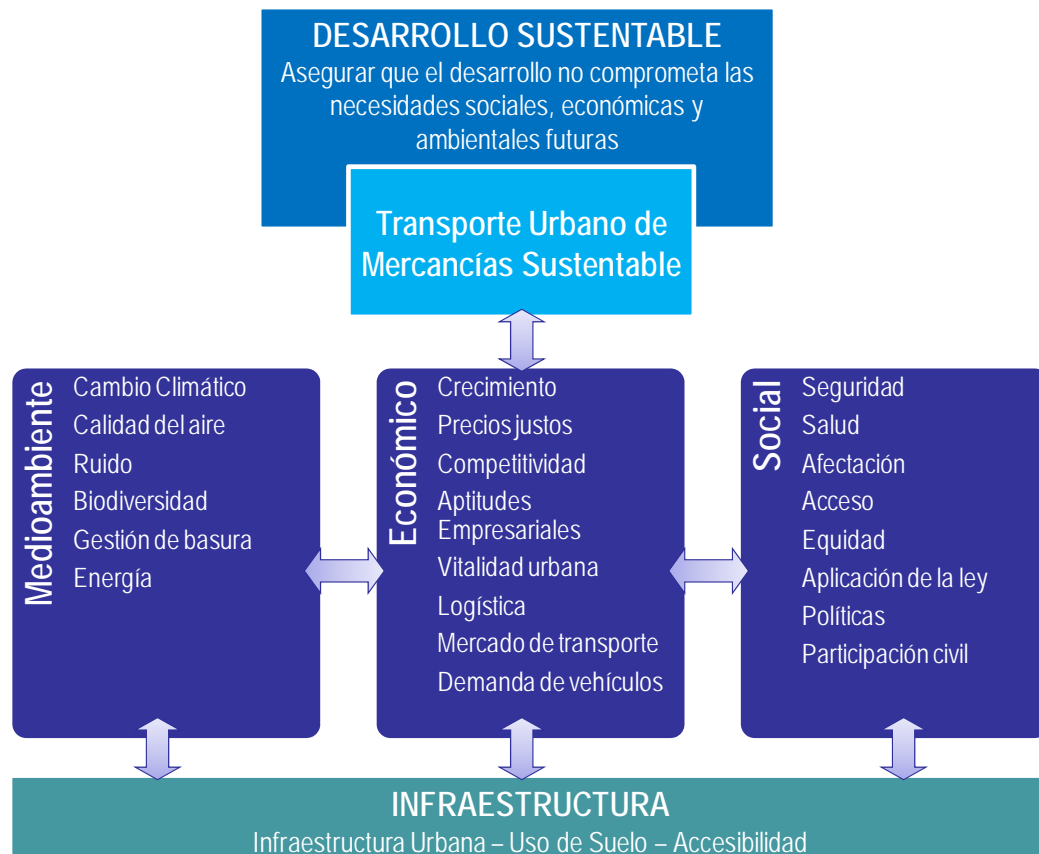 DESARROLLO SUSTENTABLE
Asegurar que el desarrollo no comprometa las
necesidades sociales, económicas y
ambientales futuras
Transporte Urbano de
Mercancías Sustentable
Medioambiente
Cambio Climático
Calidad del aire
Ruido
Biodiversidad
Gestión de basura
Energía
Económico
Crecimiento
Precios justos
Competitividad
Aptitudes
Empresariales
Vitalidad urbana
Logística
Mercado de transporte
Demanda de vehículos
Social
Seguridad
Salud
Afectación
Acceso
Equidad
Aplicación de la ley
Políticas
Participación civil
INFRAESTRUCTURA
Infraestructura Urbana – Uso de Suelo – Accesibilidad